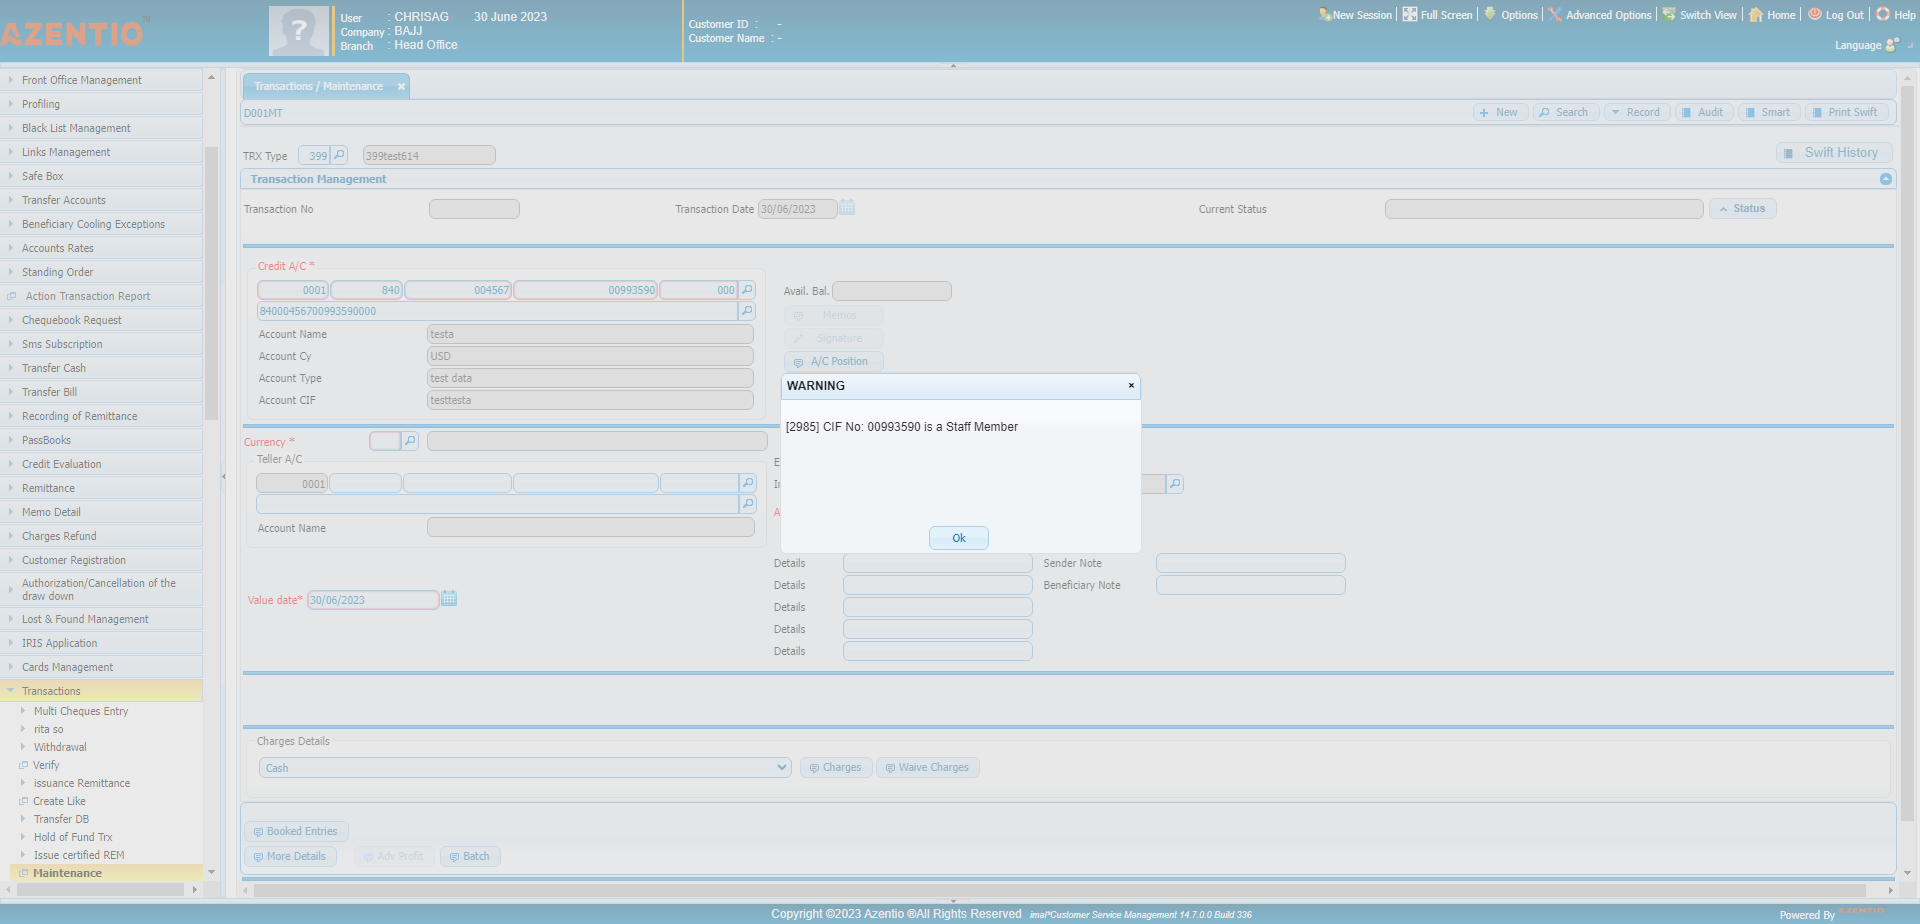 AZENTIO
User : CHRISAG 30 June 2023
Company : BAJJ
Branch : Head Office
Customer ID : -
Customer Name : -
New Session
Full Screen
Options
Advanced Options
Switch View
Home
Log Out
Help
Language
Front Office Management
Profiling
Black List Management
Links Management
Safe Box
Transfer Accounts
Beneficiary Cooling Exceptions
Accounts Rates
Standing Order
Action Transaction Report
Chequebook Request
Sms Subscription
Transfer Cash
Transfer Bill
Recording of Remittance
PassBooks
Credit Evaluation
Remittance
Memo Detail
Charges Refund
Customer Registration
Authorization/Cancellation of the
draw down
Lost & Found Management
IRIS Application
Cards Management
Transactions
Multi Cheques Entry
rita so
Withdrawal
Verify
issuance Remittance
Create Like
Transfer DB
Hold of Fund Trx
Issue certified REM
Maintenance
Transactions / Maintenance
D001MT
New
Search
Record
Audit
Smart
Print Swift
TRX Type 399 399test614
Swift History
Transaction Management
Transaction No
Transaction Date 30/06/2023
Current Status
Status
Credit A/C *
0001 840 004567 00993590 000
84000456700993590000
Account Name testa
Account Cy USD
Account Type test data
Account CIF testtesta
Avail. Bal.
Memos
Signature
A/C Position
WARNING
[2985] CIF No: 00993590 is a Staff Member
Ok
Currency *
Teller A/C
0001
Account Name
Value date* 30/06/2023
Details
Sender Note
Details
Beneficiary Note
Details
Details
Details
Charges Details
Cash
Charges
Waive Charges
Booked Entries
More Details
Adv Profit
Batch
Copyright ©2023 Azentio ®All Rights Reserved imal*Customer Service Management 14.7.0.0 Build 336
Powered By AZENTIO